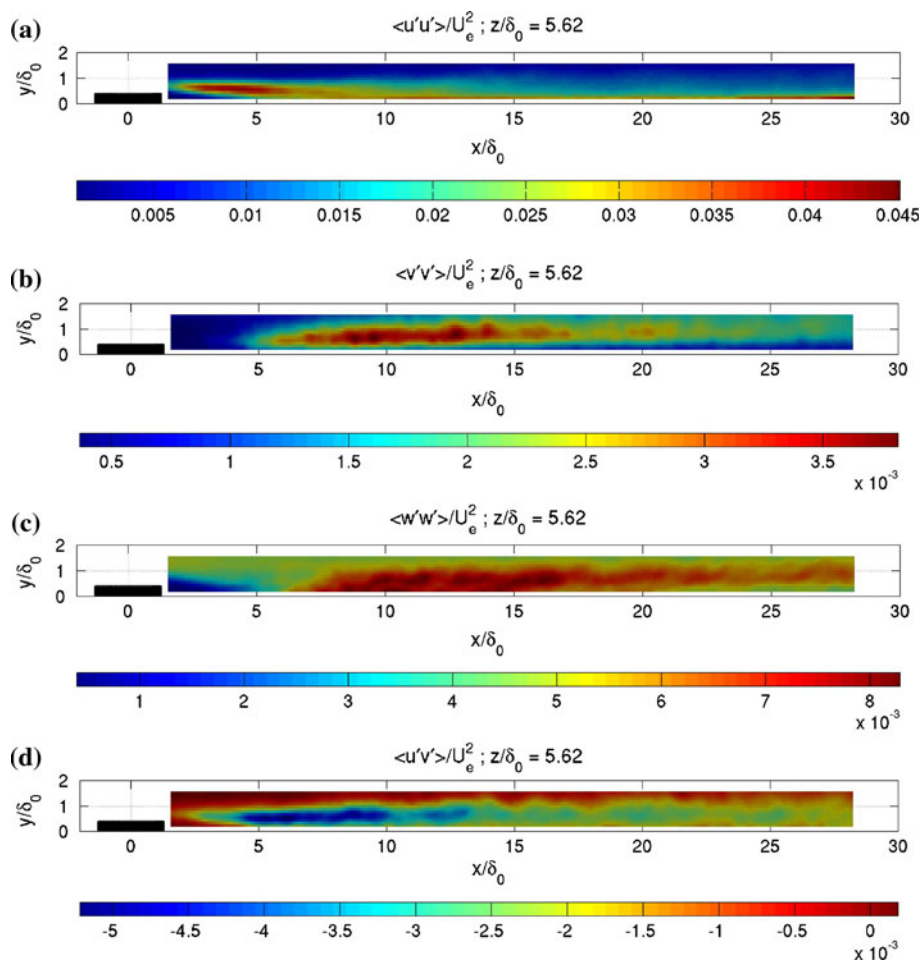 (a)
<u'u'>/U_e^2 ; z/δ_0 = 5.62
y/δ_0
2
1
0
0 5 10 15 20 25 30
x/δ_0
0.005 0.01 0.015 0.02 0.025 0.03 0.035 0.04 0.045
(b)
<v'v'>/U_e^2 ; z/δ_0 = 5.62
y/δ_0
2
1
0
0 5 10 15 20 25 30
x/δ_0
0.5 1 1.5 2 2.5 3 3.5
x 10^-3
(c)
<w'w'>/U_e^2 ; z/δ_0 = 5.62
y/δ_0
2
1
0
0 5 10 15 20 25 30
x/δ_0
1 2 3 4 5 6 7 8
x 10^-3
(d)
<u'v'>/U_e^2 ; z/δ_0 = 5.62
y/δ_0
2
1
0
0 5 10 15 20 25 30
x/δ_0
-5 -4.5 -4 -3.5 -3 -2.5 -2 -1.5 -1 -0.5 0
x 10^-3